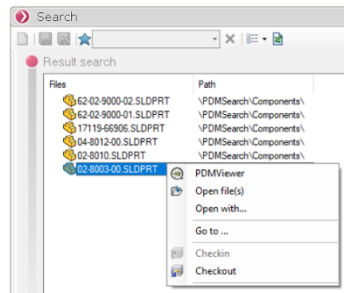 Search
Result search
Files Path
62-02-9000-02.SLDPRT \PDMSearch\Components\
62-02-9000-01.SLDPRT \PDMSearch\Components\
17119-66906.SLDPRT \PDMSearch\Components\
04-8012-00.SLDPRT \PDMSearch\Components\
02-8010.SLDPRT \PDMSearch\Components\
02-8003-00.SLDPRT
PDMViewer
Open file(s)
Open with...
Go to ...
Checkin
Checkout